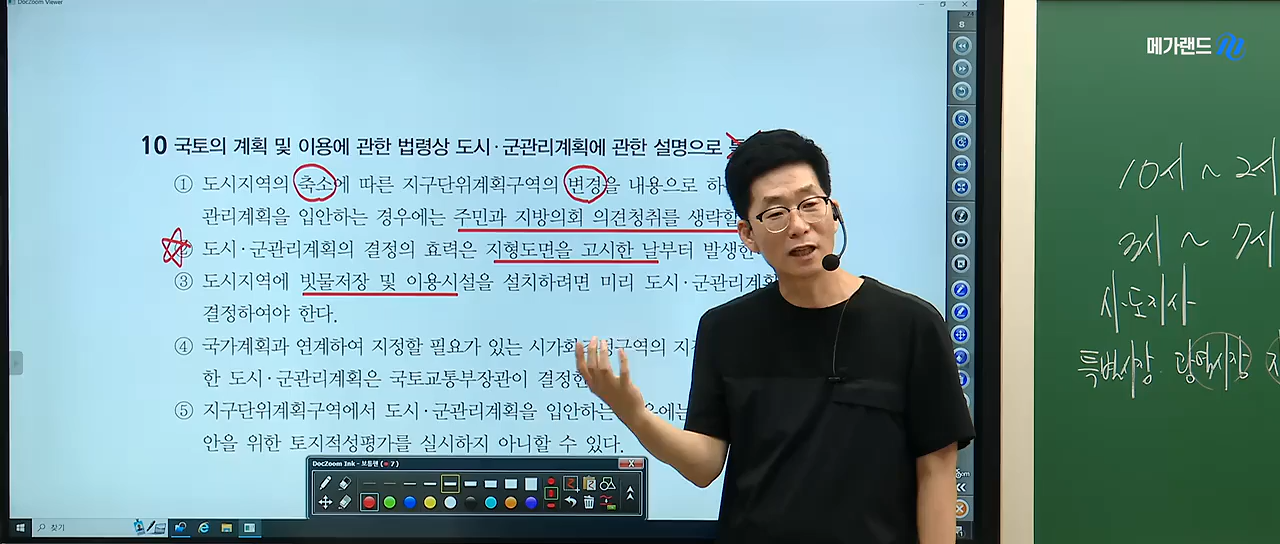 DocZoom Viewer
8
메가랜드
10 국토의 계획 및 이용에 관한 법령상 도시·군관리계획에 관한 설명으로
① 도시지역의 축소에 따른 지구단위계획구역의 변경을 내용으로 하
관리계획을 입안하는 경우에는 주민과 지방의회 의견청취를 생략할
② 도시·군관리계획의 결정의 효력은 지형도면을 고시한 날부터 발생한
③ 도시지역에 빗물저장 및 이용시설을 설치하려면 미리 도시·군관리계획
결정하여야 한다.
④ 국가계획과 연계하여 지정할 필요가 있는 시가화 구역의 지
한 도시·군관리계획은 국토교통부장관이 결정한
⑤ 지구단위계획구역에서 도시·군관리계획을 입안하는 에는
안을 위한 토지적성평가를 실시하지 아니할 수 있다.
DocZoom Ink - 보통펜 ( 7 )
찾기
10시 ~ 2시
3시 ~ 7시
시·도지사
특별시장· 광역시장